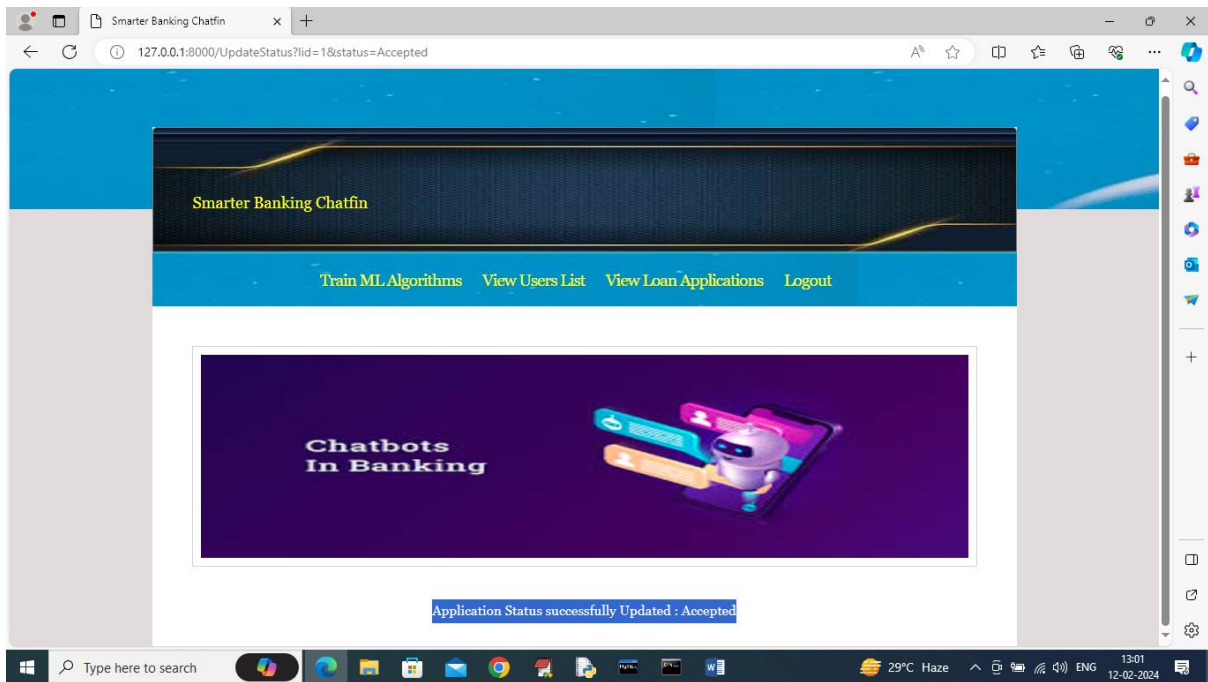 Smarter Banking Chatfin
127.0.0.1:8000/UpdateStatus?lid=1&status=Accepted
Smarter Banking Chatfin
Train ML Algorithms View Users List View Loan Applications Logout
Chatbots
In Banking
Application Status successfully Updated : Accepted
Type here to search
29°C Haze
ENG
13:01
12-02-2024